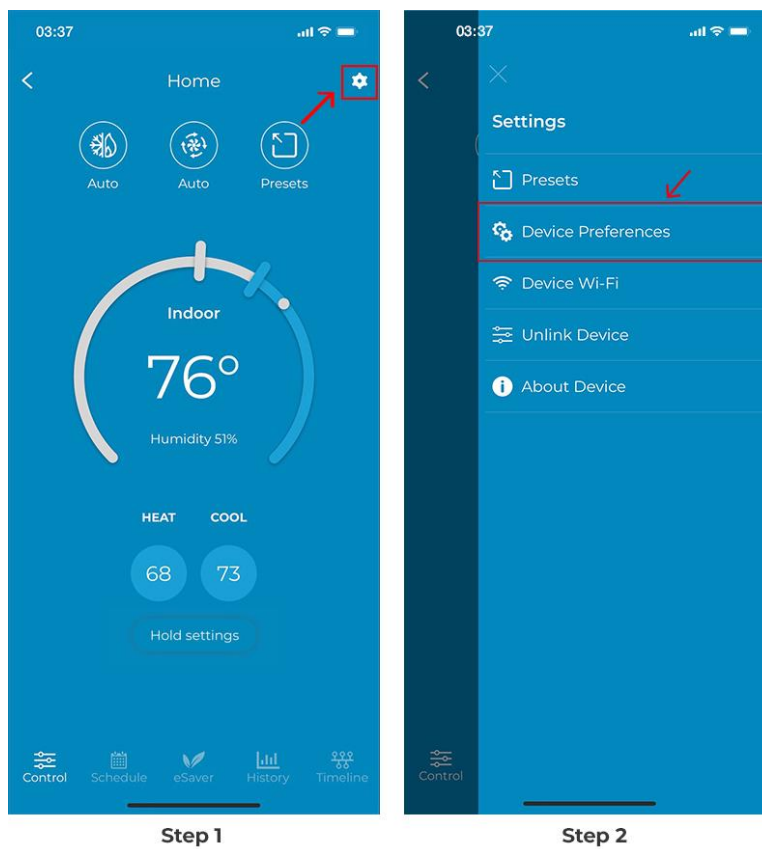 03:37
Home
Auto
Auto
Presets
Indoor
76°
Humidity 51%
HEAT COOL
68 73
Hold settings
Control Schedule eSaver History Timeline
Step 1
03:37
Settings
Presets
Device Preferences
Device Wi-Fi
Unlink Device
About Device
Control
Step 2